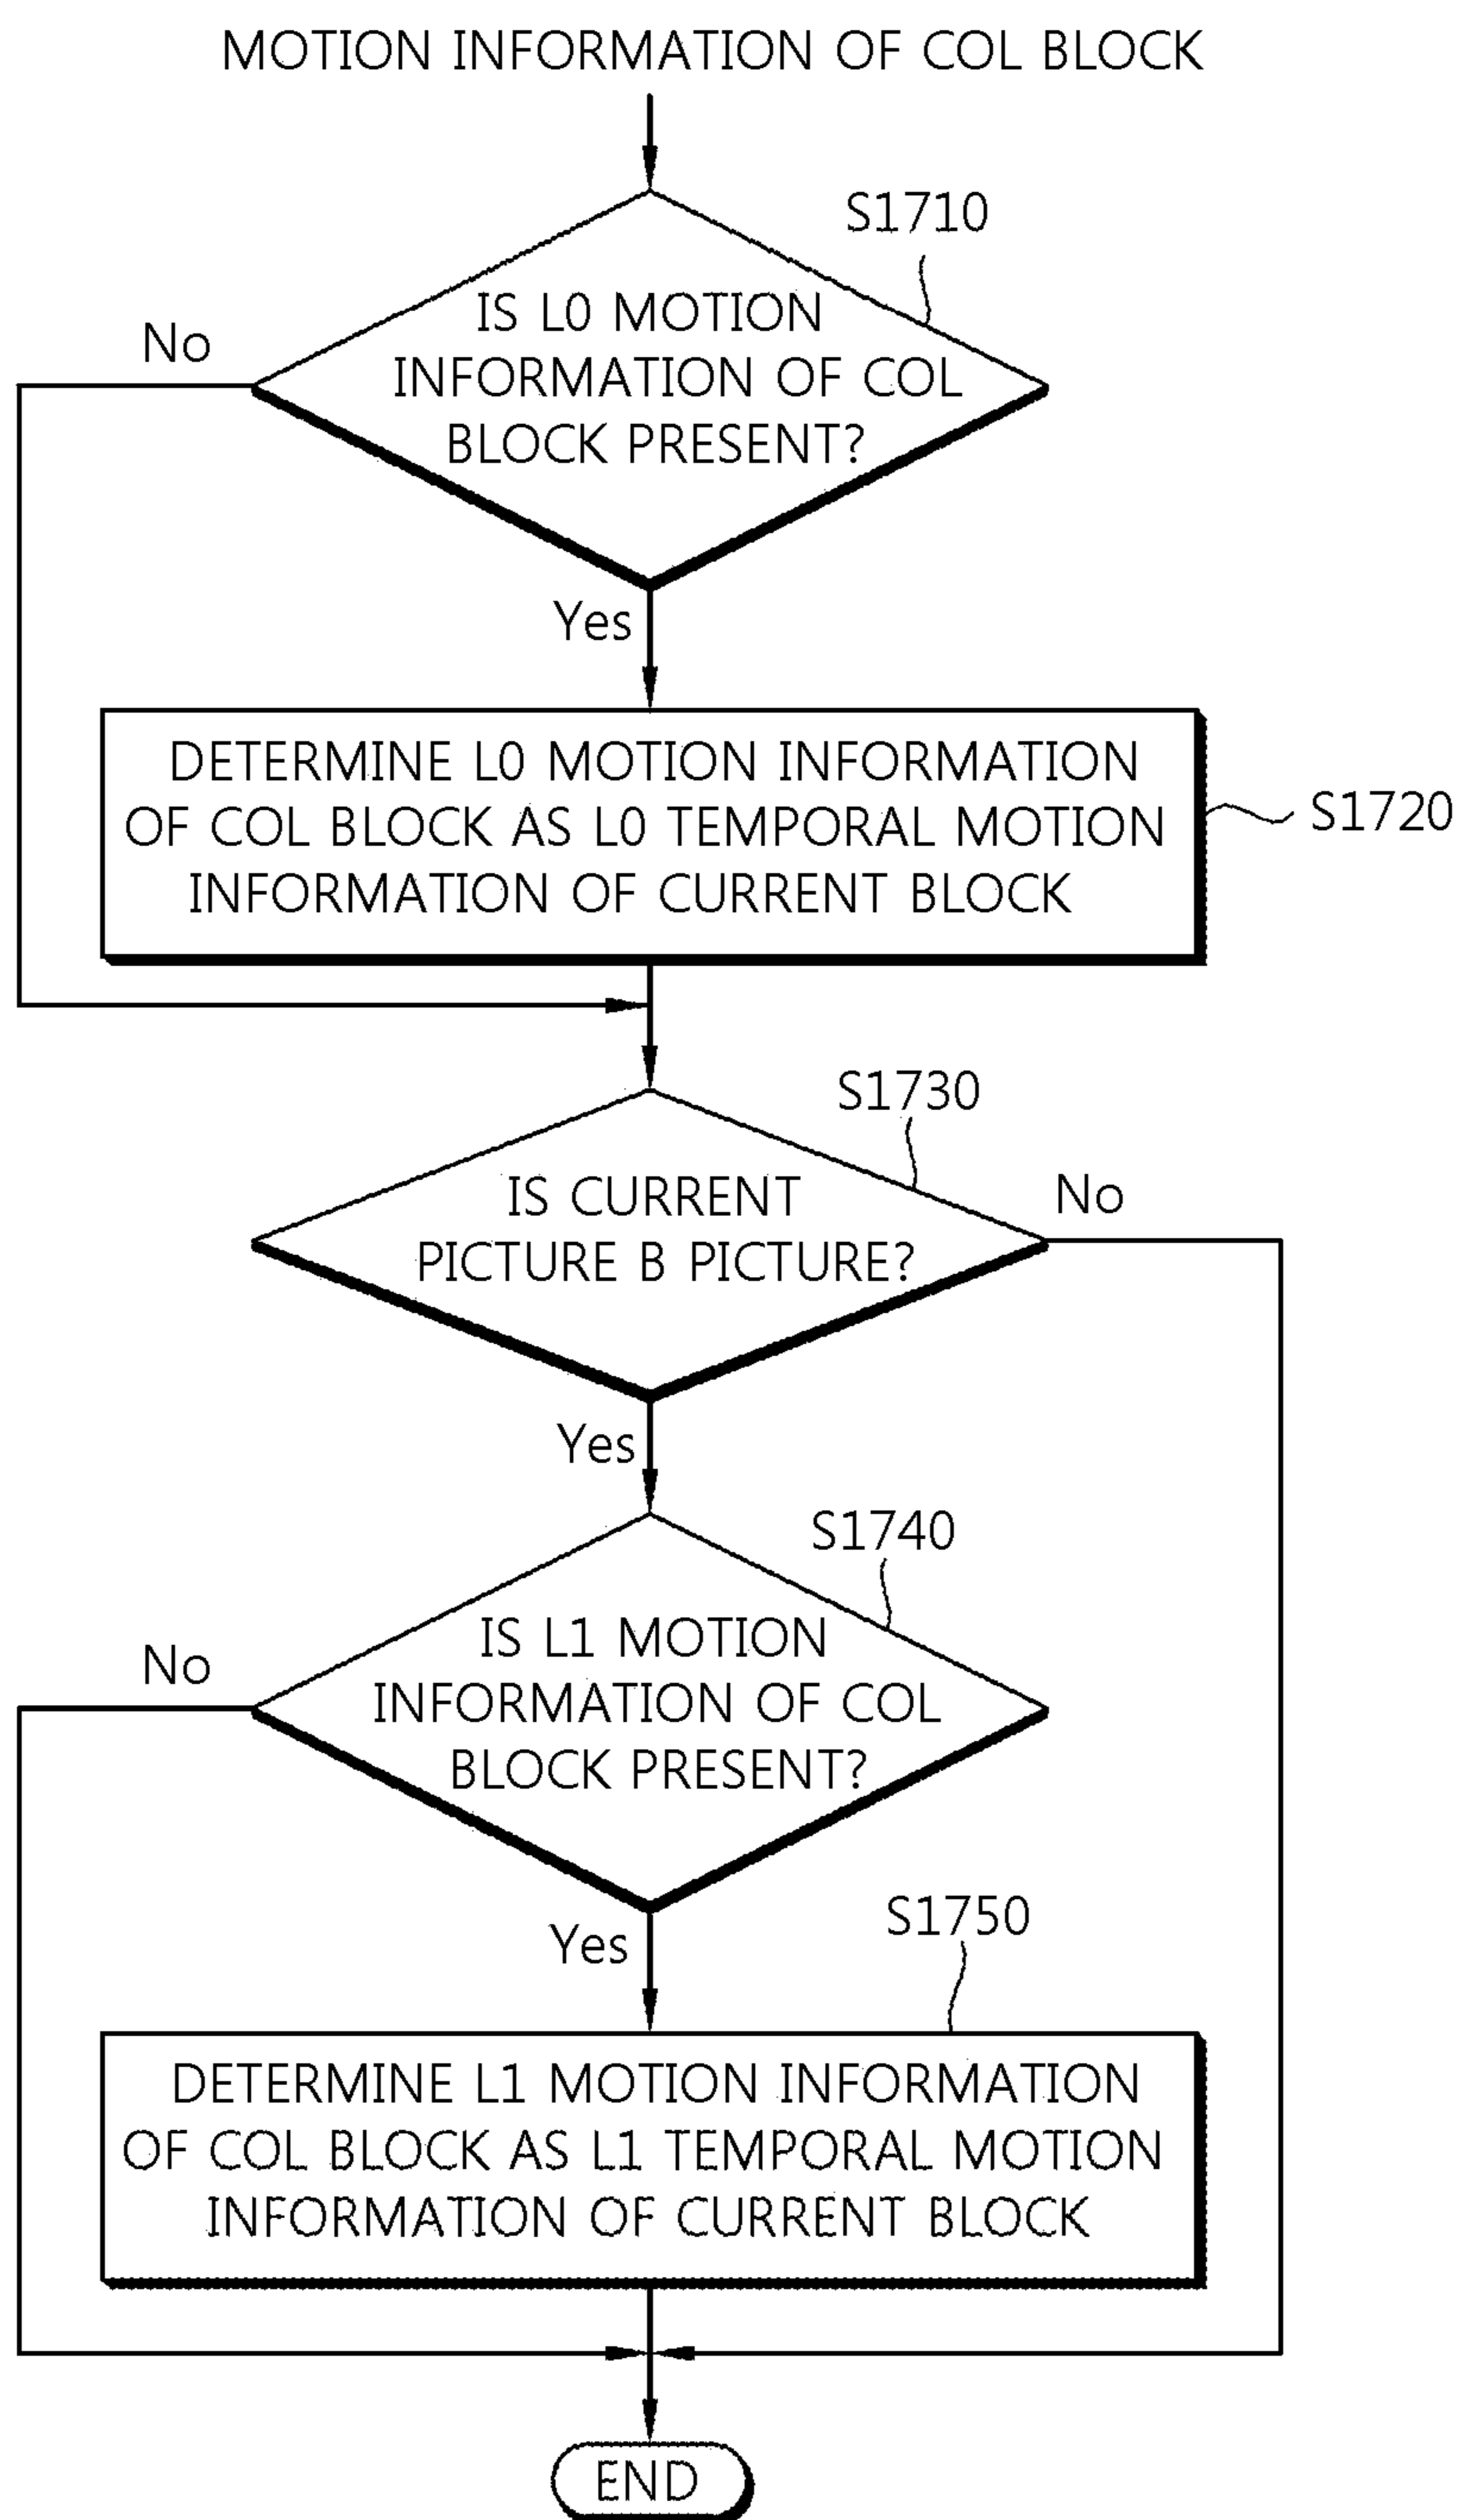 MOTION INFORMATION OF COL BLOCK
S1710
IS L0 MOTION
INFORMATION OF COL
BLOCK PRESENT?
No
Yes
DETERMINE L0 MOTION INFORMATION
OF COL BLOCK AS L0 TEMPORAL MOTION
INFORMATION OF CURRENT BLOCK
S1720
S1730
IS CURRENT
PICTURE B PICTURE?
No
Yes
S1740
IS L1 MOTION
INFORMATION OF COL
BLOCK PRESENT?
No
Yes
S1750
DETERMINE L1 MOTION INFORMATION
OF COL BLOCK AS L1 TEMPORAL MOTION
INFORMATION OF CURRENT BLOCK
END